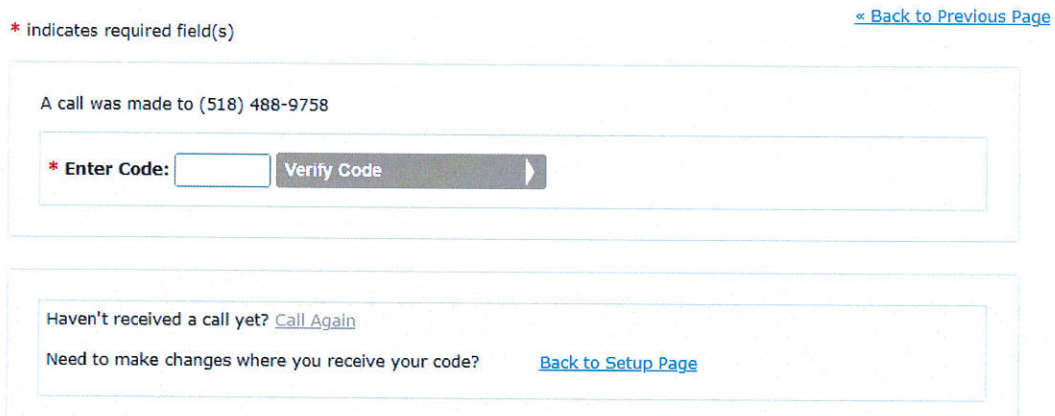 « Back to Previous Page
* indicates required field(s)
A call was made to (518) 488-9758
* Enter Code:
Verify Code
Haven't received a call yet? Call Again
Need to make changes where you receive your code? Back to Setup Page